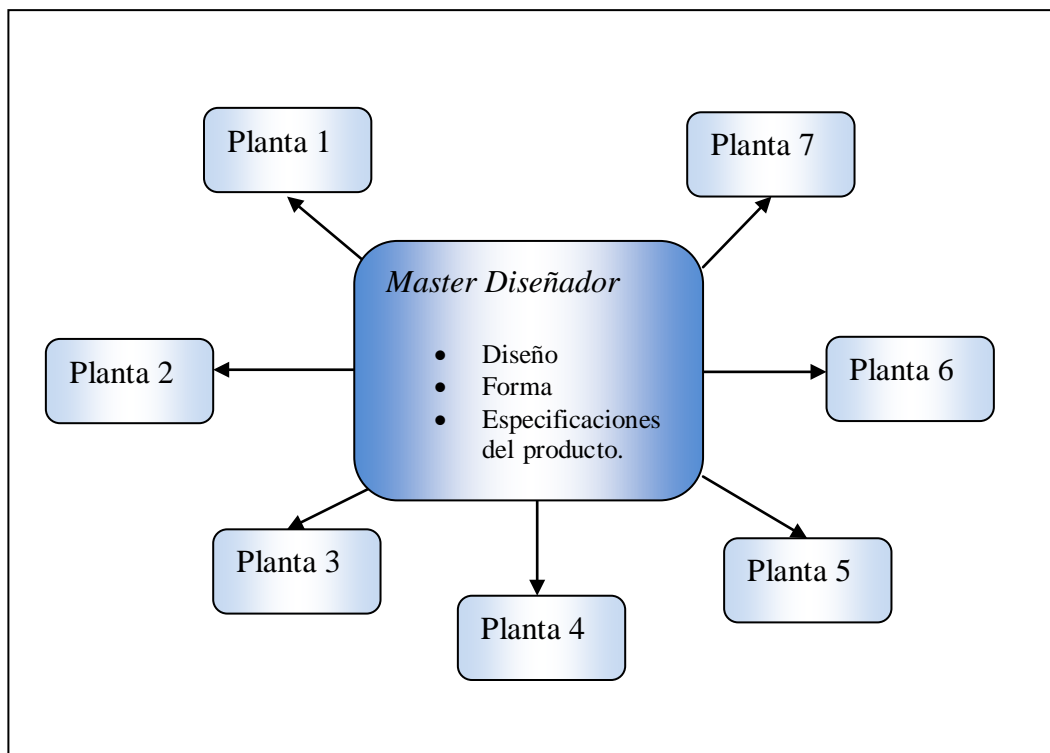 Planta 1
Planta 7
Master Diseñador
• Diseño
• Forma
• Especificaciones
del producto.
Planta 2
Planta 6
Planta 3
Planta 5
Planta 4